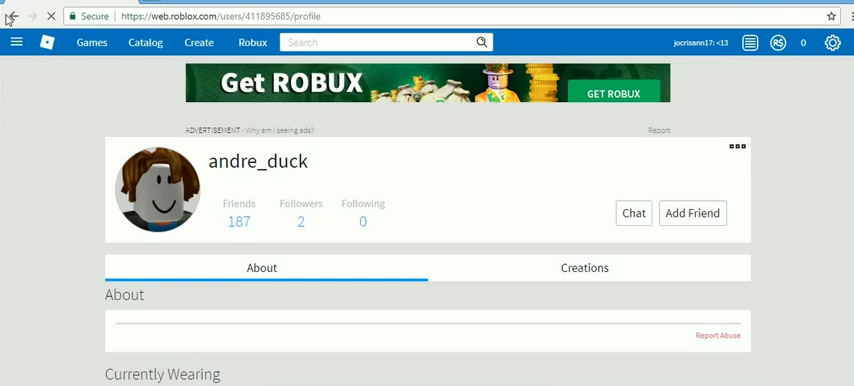 Secure https://web.roblox.com/users/411895685/profile
Games Catalog Create Robux Search jocrisann17: <13 R$ 0
Get ROBUX
GET ROBUX
ADVERTISEMENT - Why am I seeing ads? Report
andre_duck
Friends Followers Following
187 2 0
Chat Add Friend
About Creations
About
Report Abuse
Currently Wearing